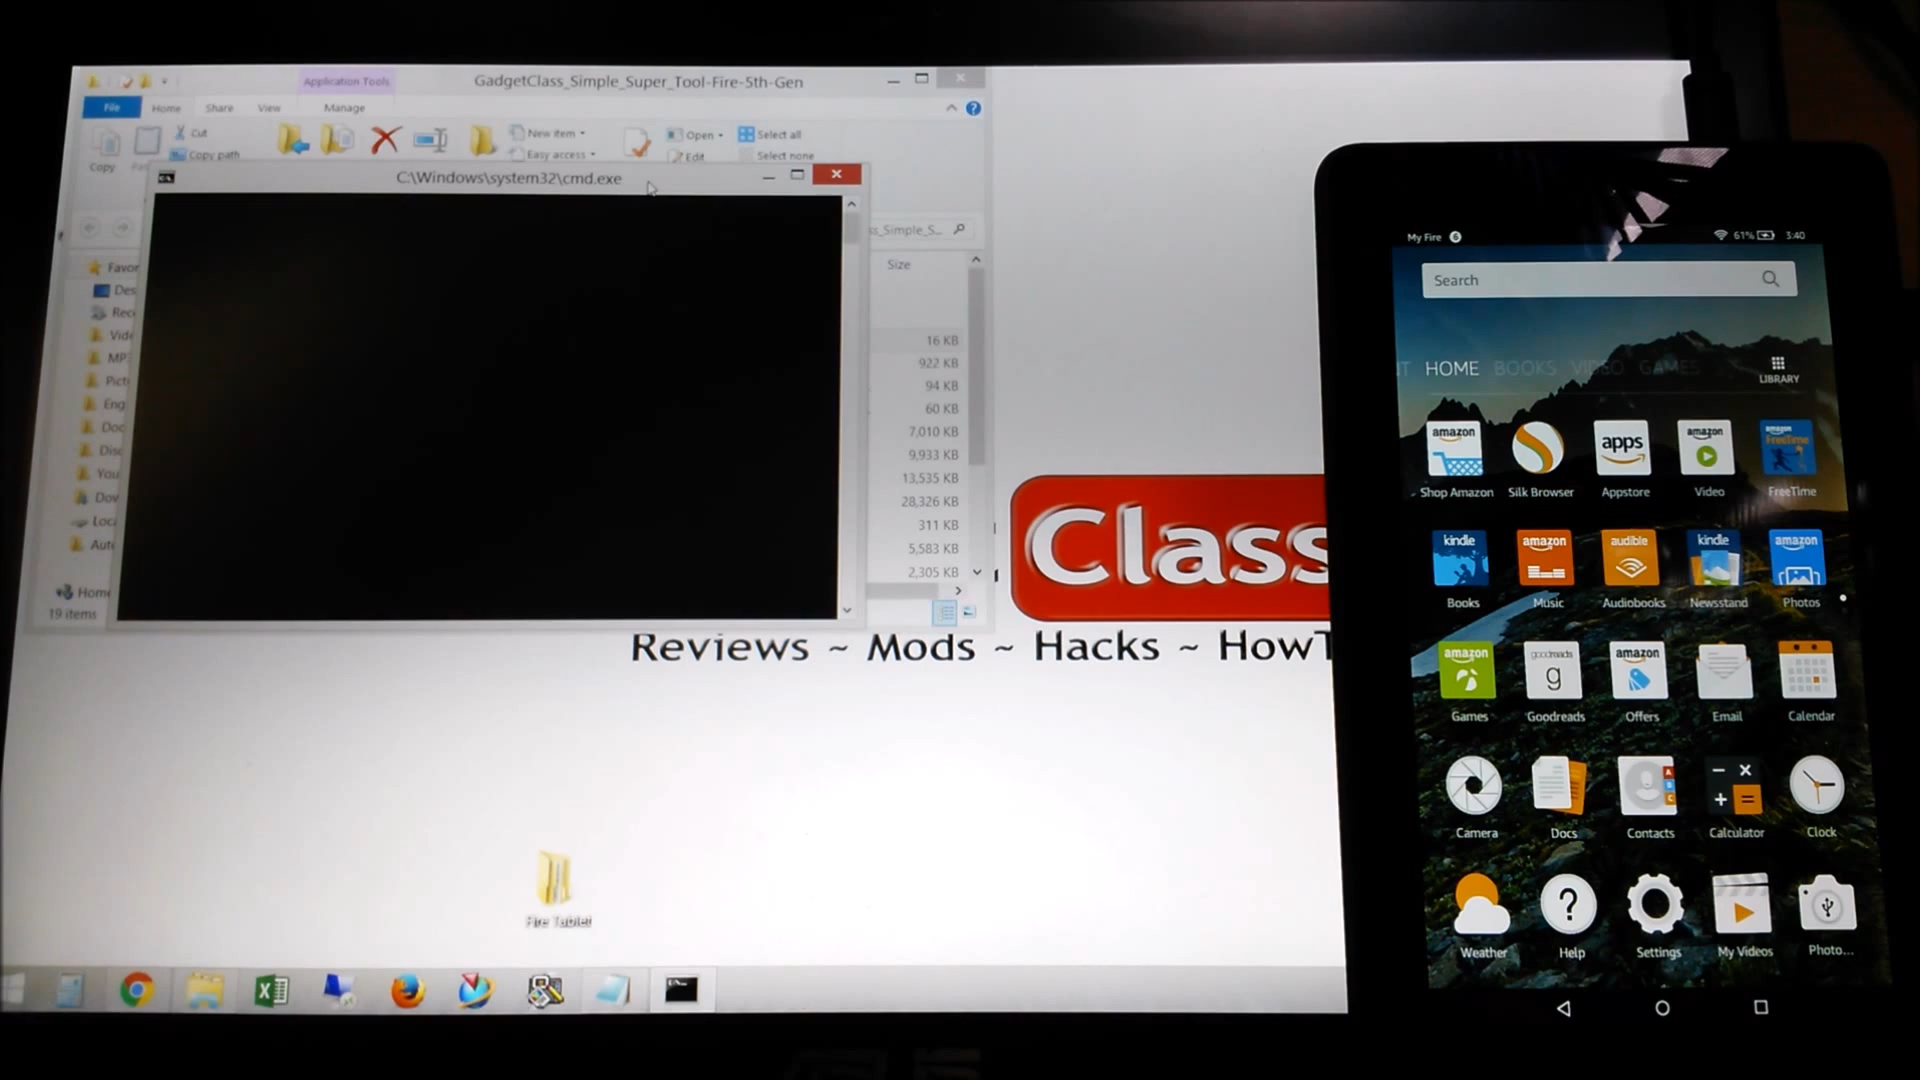 Application Tools
GadgetClass_Simple_Super_Tool-Fire-5th-Gen
File Home Share View Manage
Copy
Cut
Copy path
New item
Easy access
Open
Edit
Select all
Select none
C:\Windows\system32\cmd.exe
ss_Simple_S...
Size
16 KB
922 KB
94 KB
60 KB
7,010 KB
9,933 KB
13,535 KB
28,326 KB
311 KB
5,583 KB
2,305 KB
19 items
Class
Reviews ~ Mods ~ Hacks ~ HowT
Fire Tablet
My Fire 6
61% 3:40
Search
HOME BOOKS VIDEO GAMES
LIBRARY
amazon
apps
amazon
amazon FreeTime
Shop Amazon Silk Browser Appstore Video FreeTime
kindle amazon audible kindle amazon
Books Music Audiobooks Newsstand Photos
amazon goodreads g amazon
Games Goodreads Offers Email Calendar
A
B
C
Camera Docs Contacts Calculator Clock
Weather Help Settings My Videos Photo...